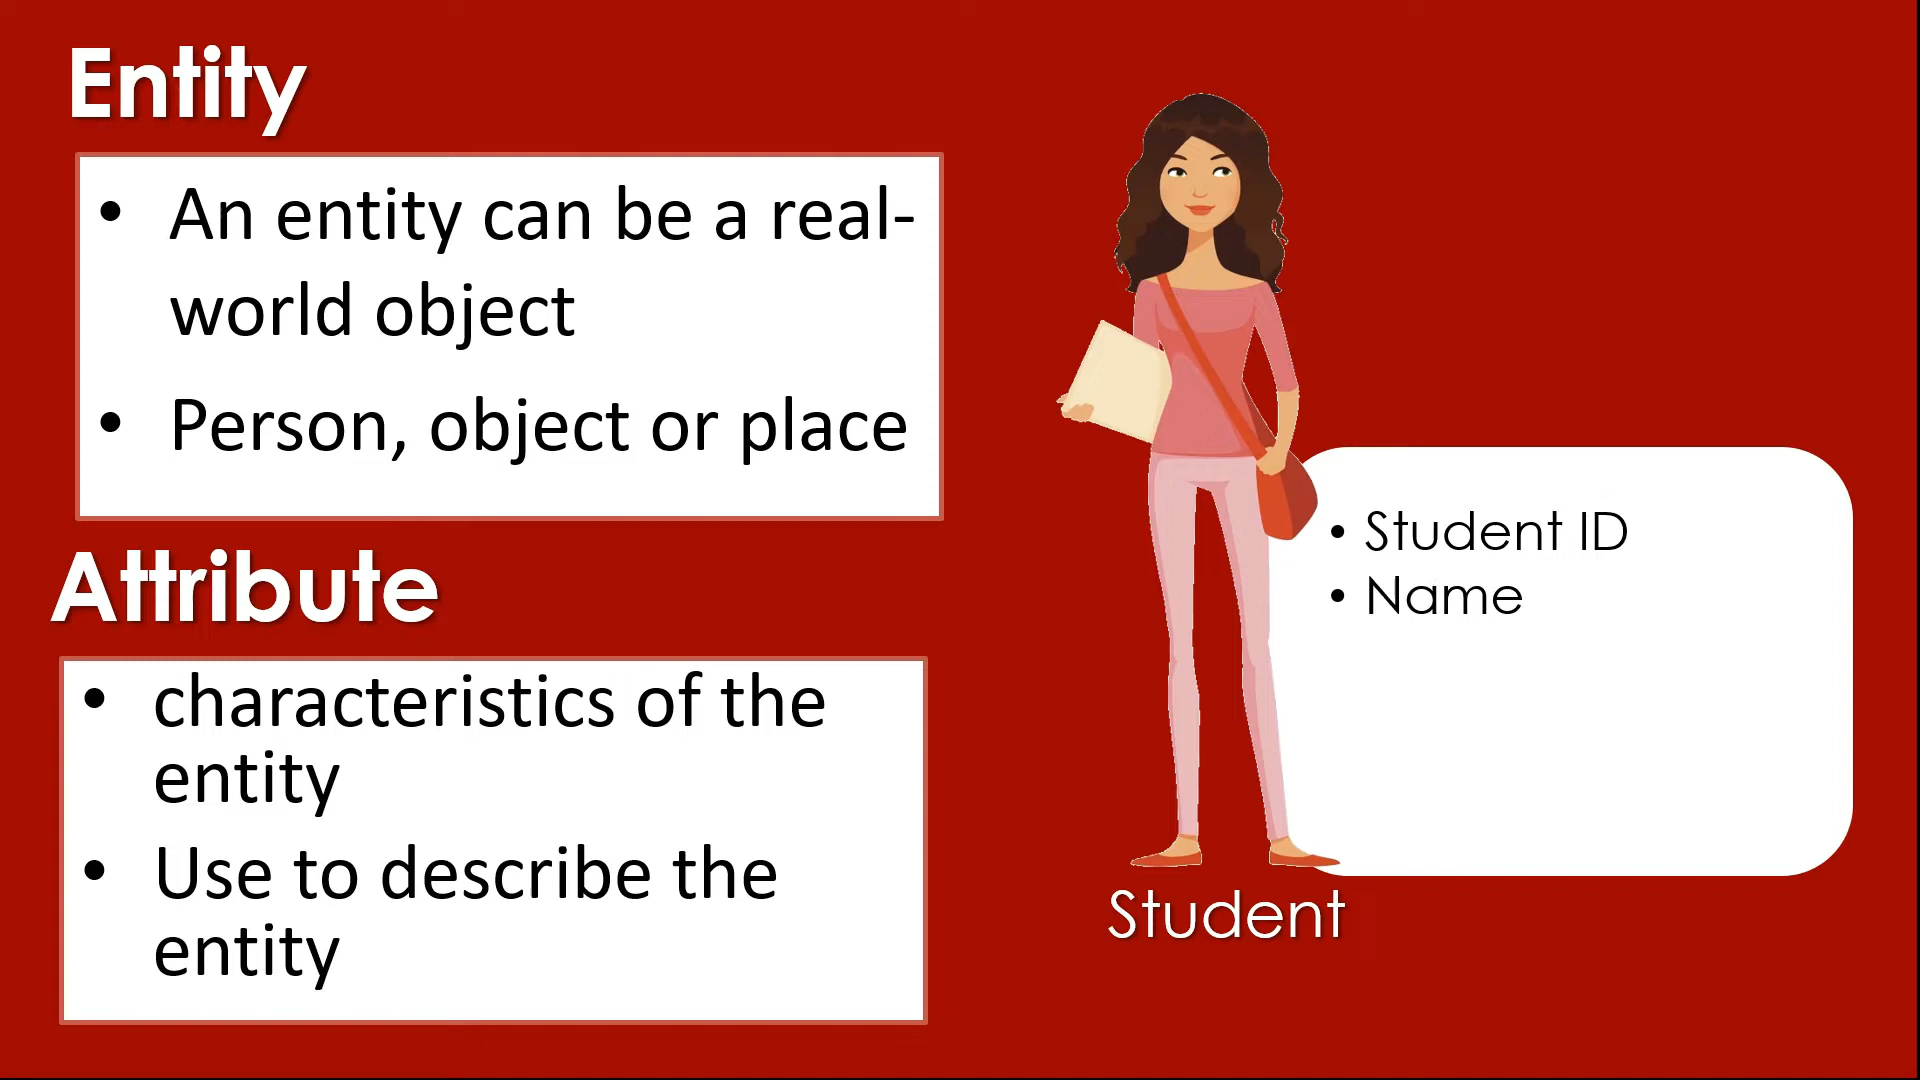 Entity
• An entity can be a real-
world object
• Person, object or place
Attribute
• characteristics of the
entity
• Use to describe the
entity
• Student ID
• Name
Student